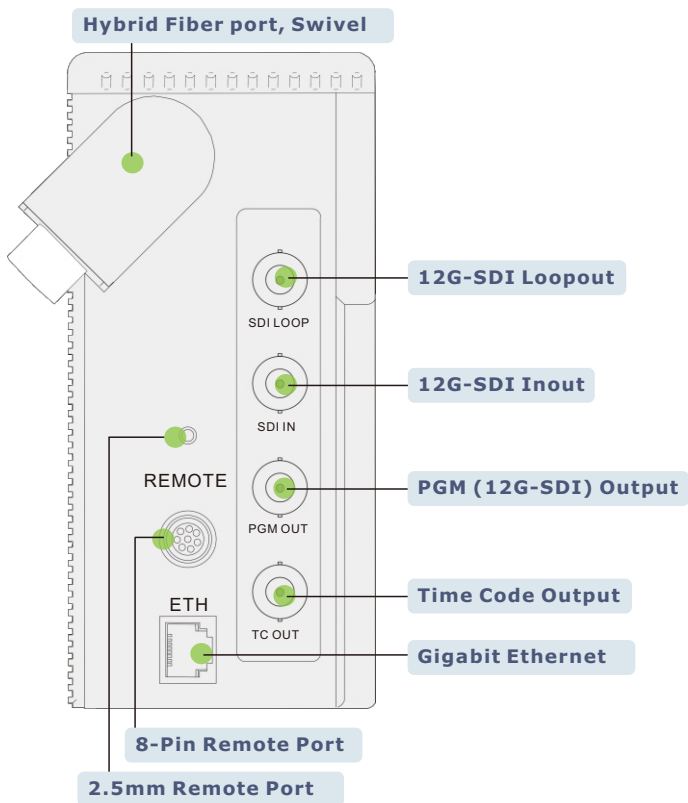 Hybrid Fiber port, Swivel
12G-SDI Loopout
SDI LOOP
12G-SDI Inout
SDI IN
REMOTE
PGM (12G-SDI) Output
PGM OUT
ETH
Time Code Output
TC OUT
Gigabit Ethernet
8-Pin Remote Port
2.5mm Remote Port